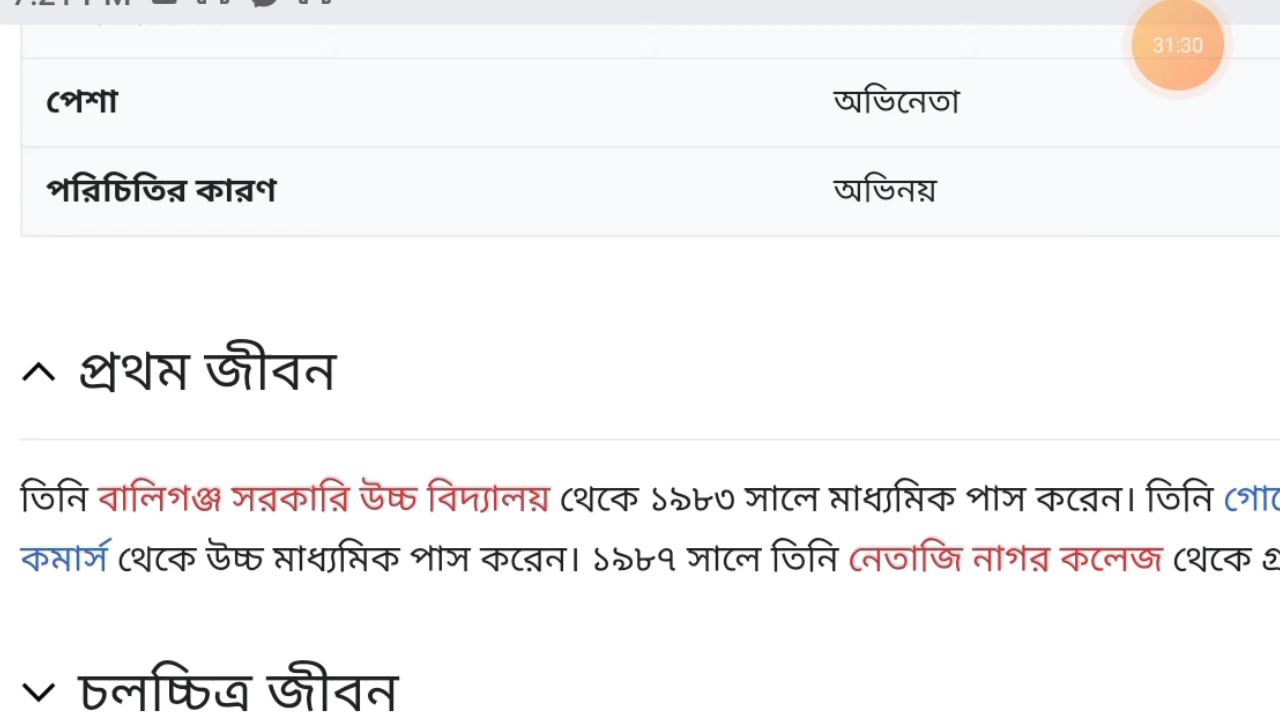 31:30
পেশা অভিনেতা
পরিচিতির কারণ অভিনয়
প্রথম জীবন
তিনি বালিগঞ্জ সরকারি উচ্চ বিদ্যালয় থেকে ১৯৮৩ সালে মাধ্যমিক পাস করেন। তিনি
কমার্স থেকে উচ্চ মাধ্যমিক পাস করেন। ১৯৮৭ সালে তিনি নেতাজি নাগর কলেজ থেকে
চলচ্চিত্র জীবন